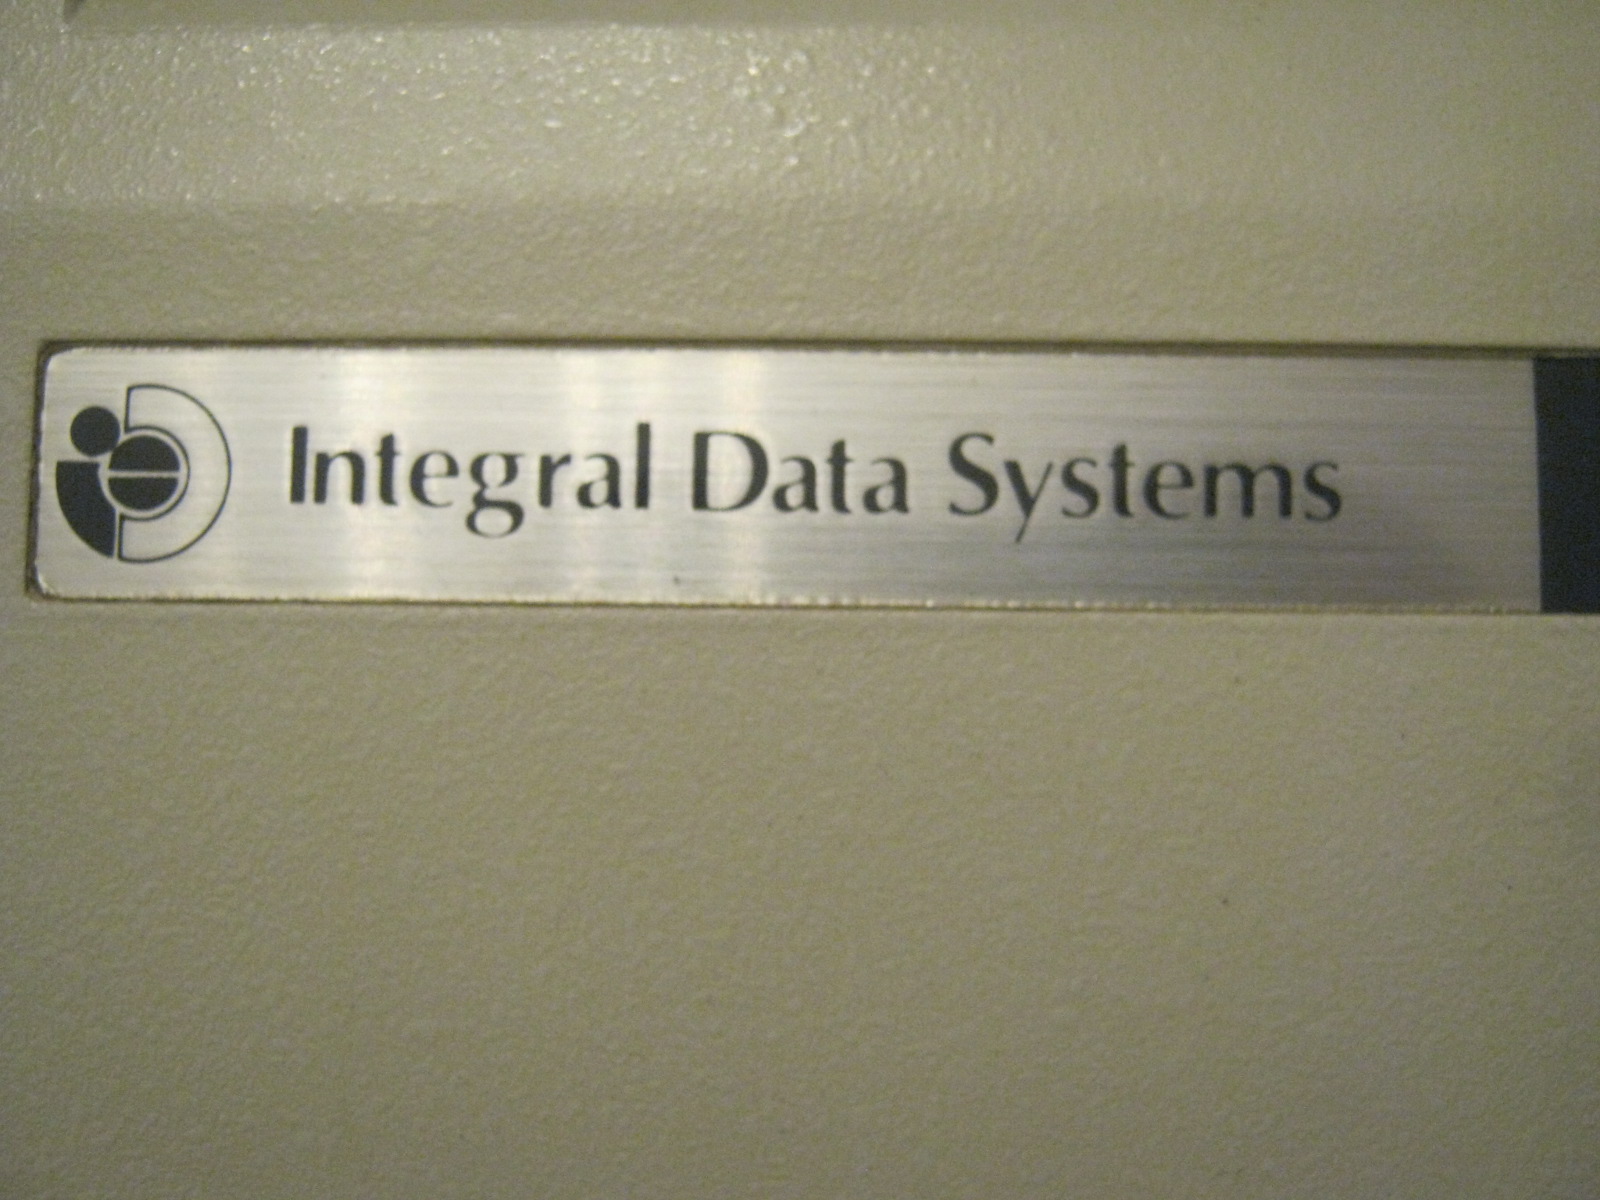 Integral Data Systems